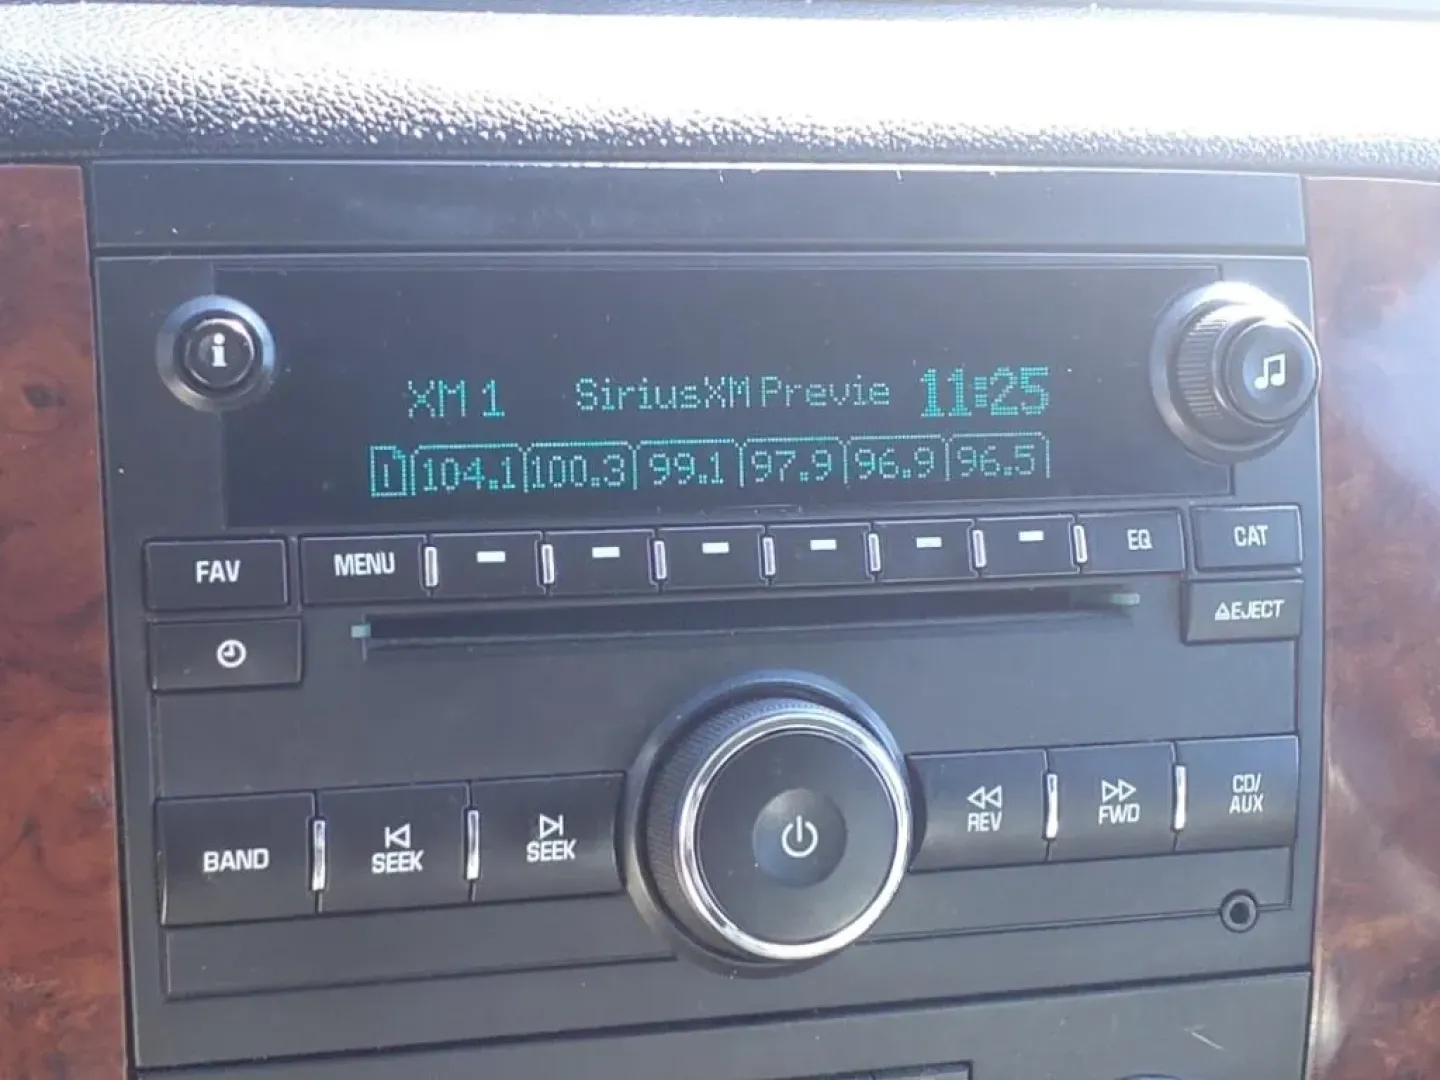 i
XM 1 SiriusXM Previe 11:25
1 104.1 100.3 99.1 97.9 96.9 96.5
FAV MENU EQ CAT
EJECT
BAND SEEK SEEK REV FWD CD/
AUX